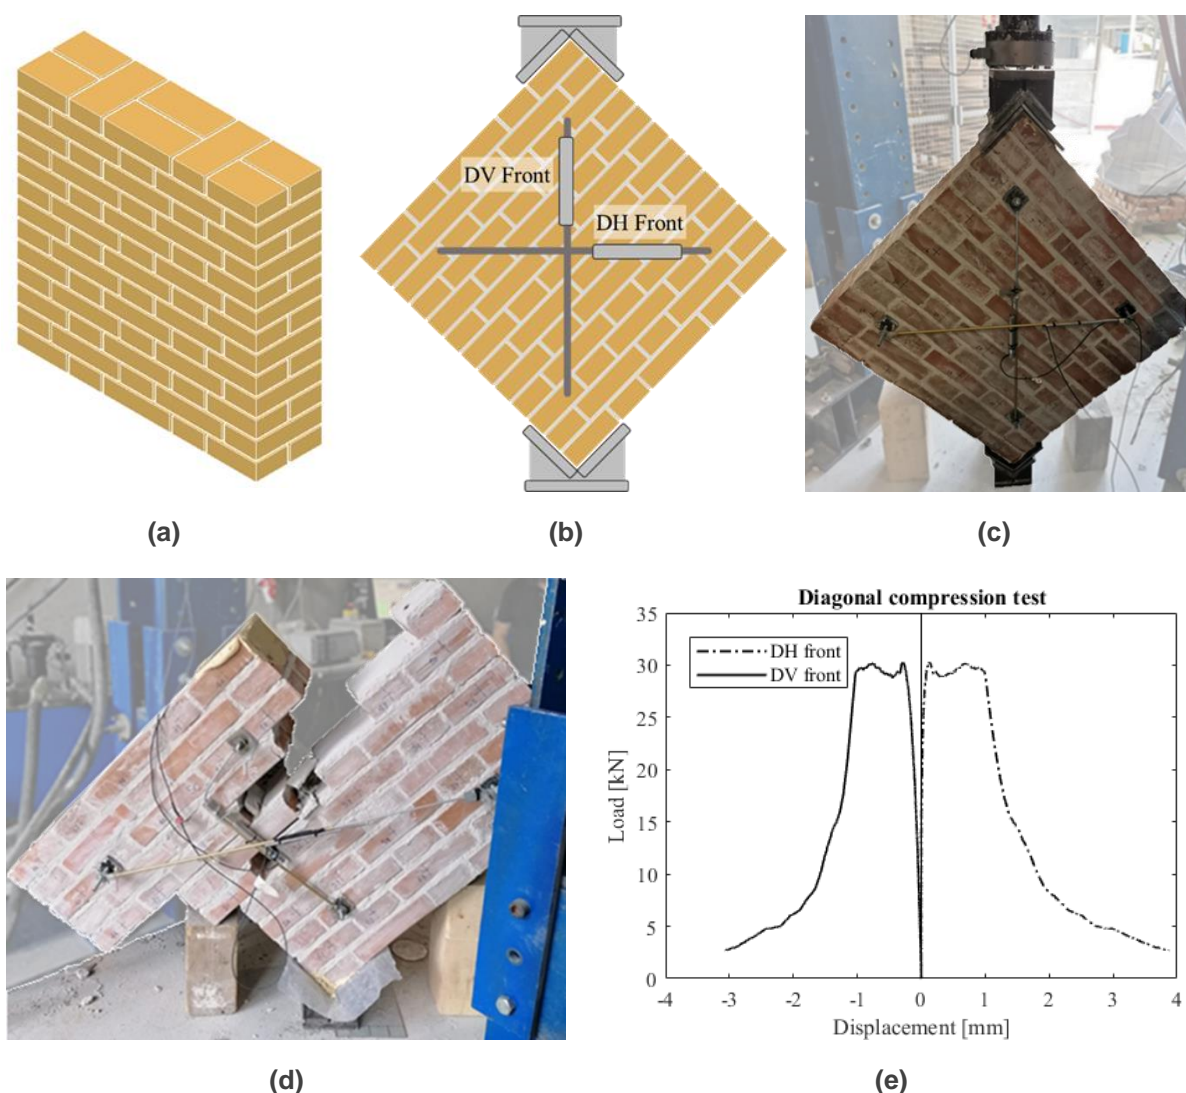 DV Front
DH Front
(a)
(b)
(c)
Diagonal compression test
35
30
25
20
15
10
5
0
Load [kN]
DH front
DV front
-4
-3
-2
-1
0
1
2
3
4
Displacement [mm]
(d)
(e)